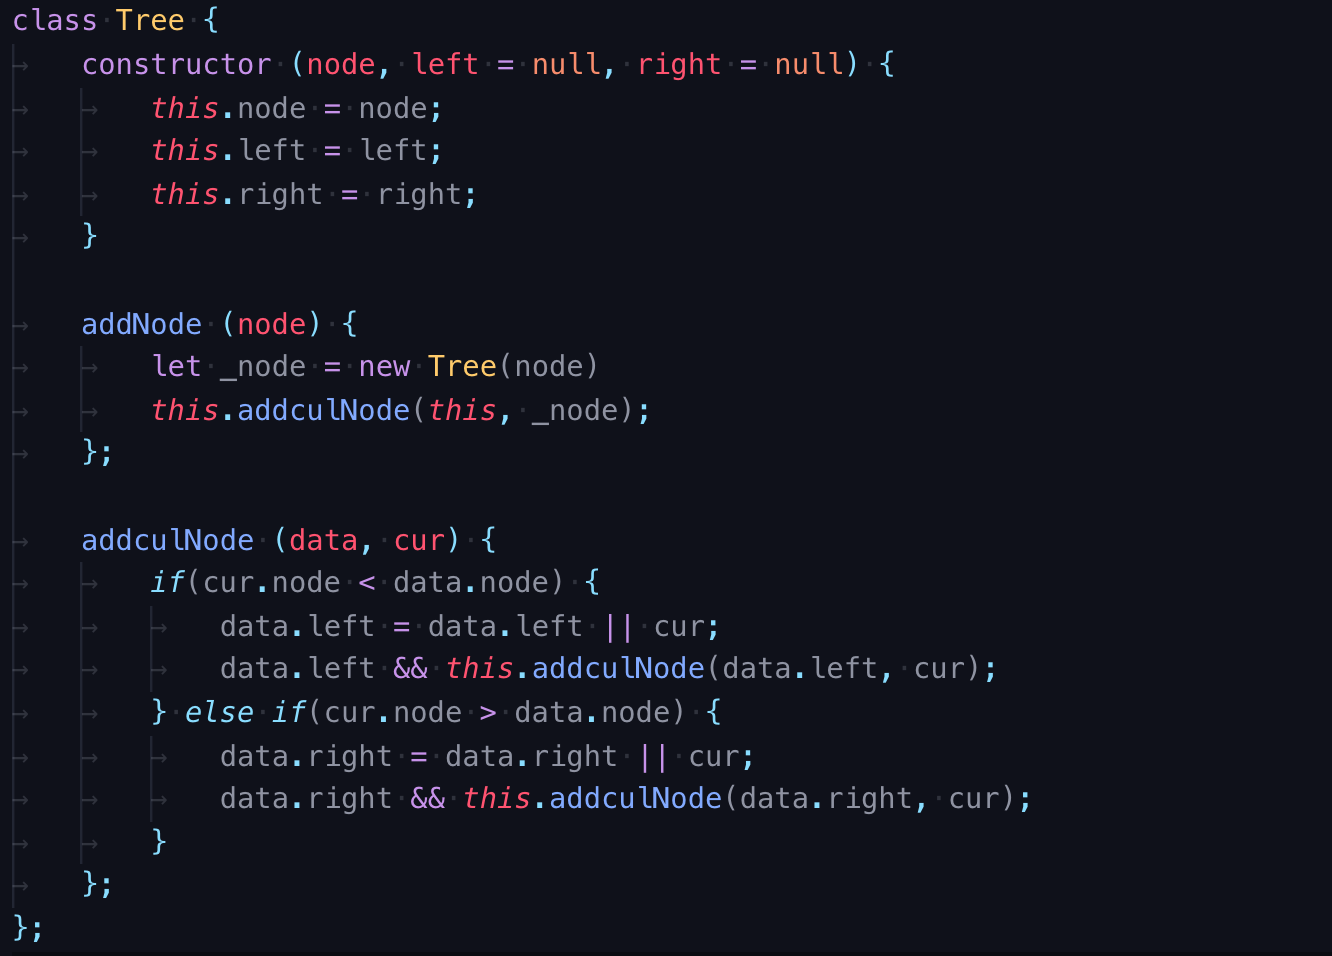 class Tree {
    constructor (node, left = null, right = null) {
        this.node = node;
        this.left = left;
        this.right = right;
    }

    addNode (node) {
        let _node = new Tree(node)
        this.addculNode(this, _node);
    };

    addculNode (data, cur) {
        if(cur.node < data.node) {
            data.left = data.left || cur;
            data.left && this.addculNode(data.left, cur);
        } else if(cur.node > data.node) {
            data.right = data.right || cur;
            data.right && this.addculNode(data.right, cur);
        }
    };
};